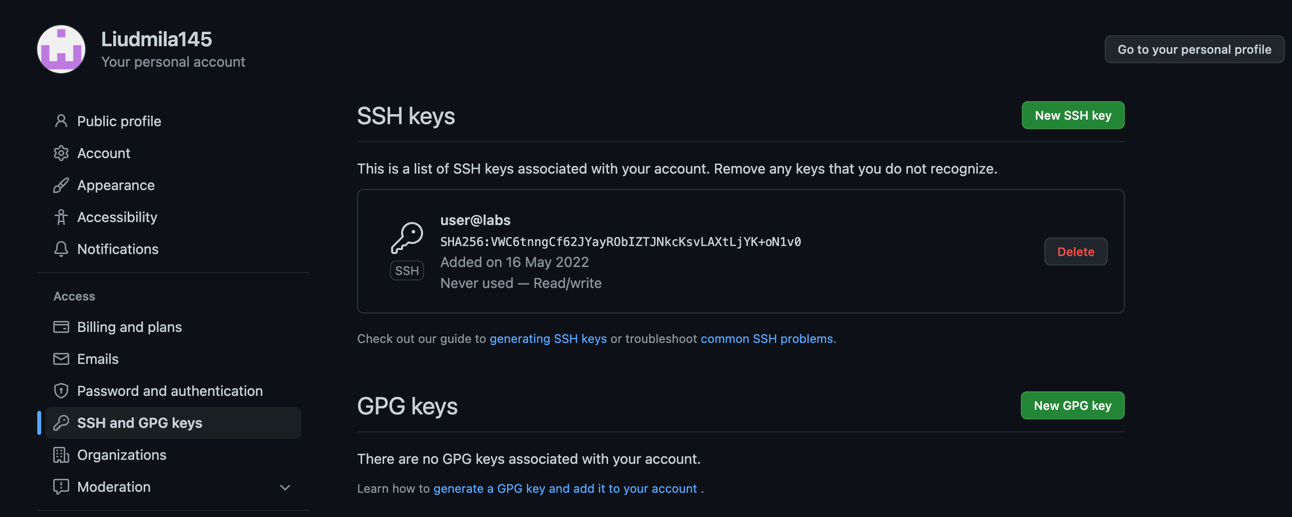 Liudmila145
Your personal account
Go to your personal profile
Public profile
Account
Appearance
Accessibility
Notifications
Access
Billing and plans
Emails
Password and authentication
SSH and GPG keys
Organizations
Moderation
SSH keys
New SSH key
This is a list of SSH keys associated with your account. Remove any keys that you do not recognize.
user@labs
SHA256:VWC6tnngCf62JYayRObIZTJNkcKsvLAXtLjYK+oN1v0
SSH
Added on 16 May 2022
Never used — Read/write
Delete
Check out our guide to generating SSH keys or troubleshoot common SSH problems.
GPG keys
New GPG key
There are no GPG keys associated with your account.
Learn how to generate a GPG key and add it to your account .